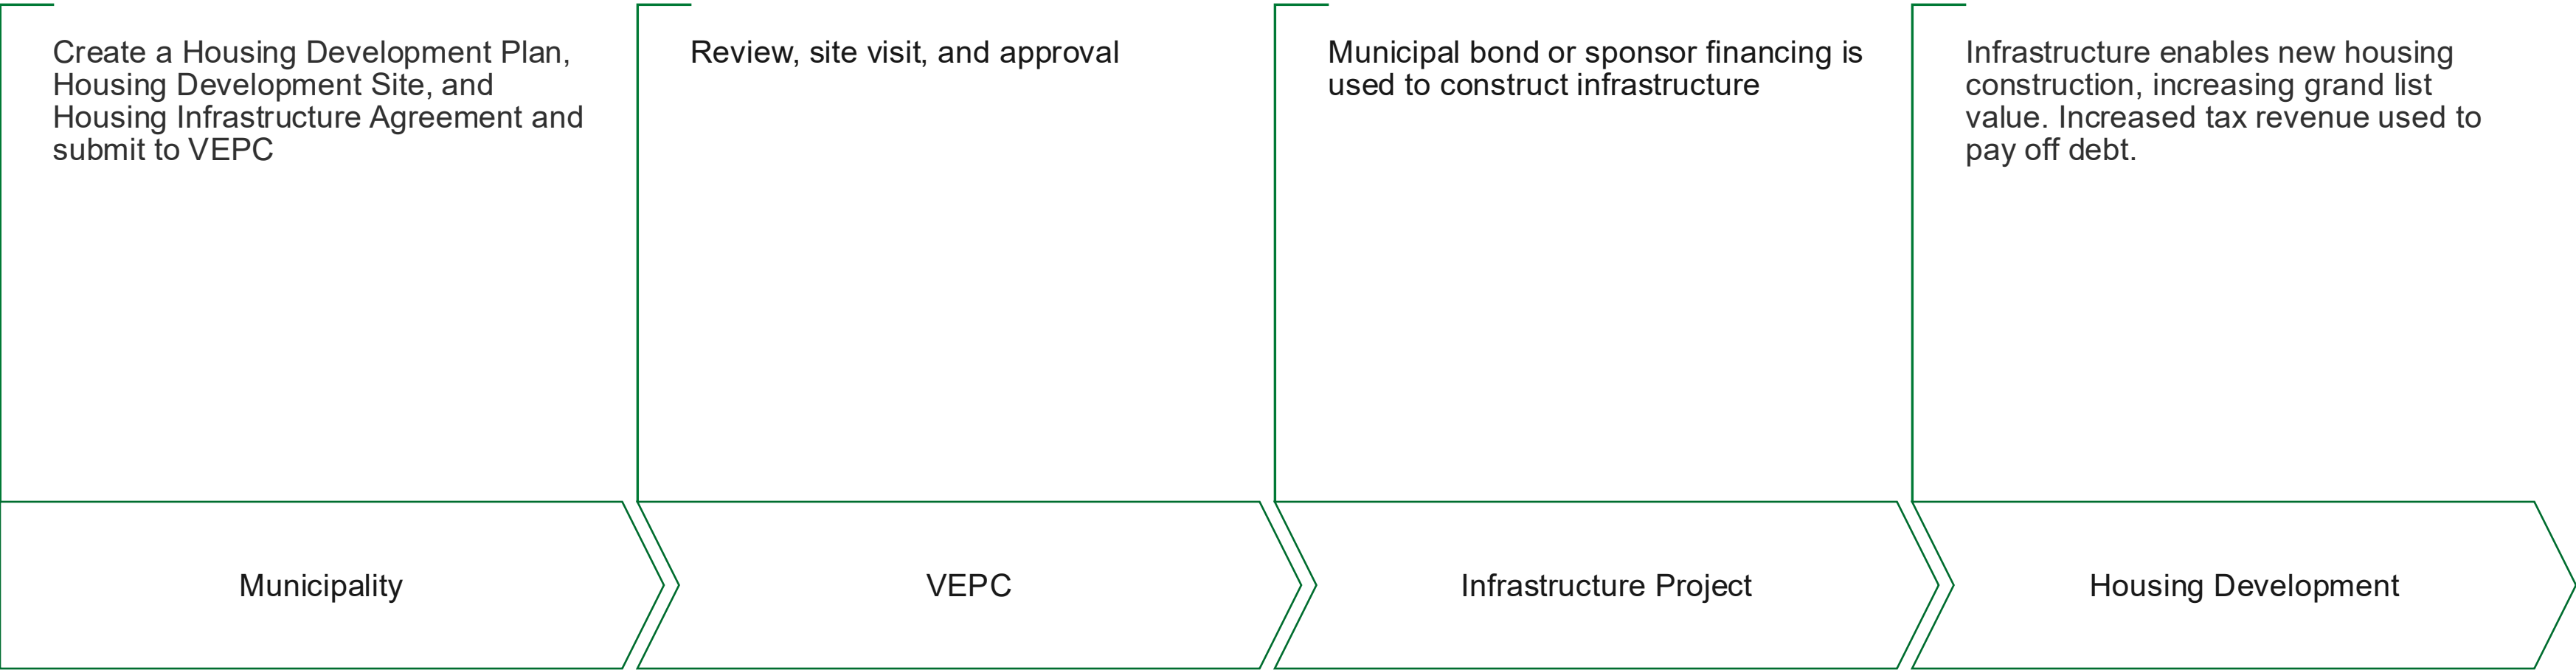 Create a Housing Development Plan,
Housing Development Site, and
Housing Infrastructure Agreement and
submit to VEPC
Review, site visit, and approval
Municipal bond or sponsor financing is
used to construct infrastructure
Infrastructure enables new housing
construction, increasing grand list
value. Increased tax revenue used to
pay off debt.
Municipality
VEPC
Infrastructure Project
Housing Development